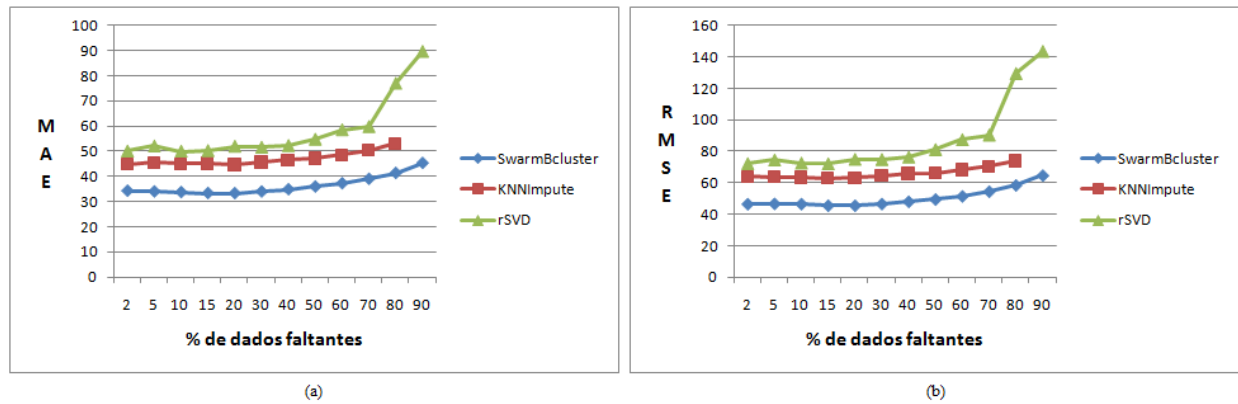 100
90
80
70
60
50
40
30
20
10
0
M
A
E
2 5 10 15 20 30 40 50 60 70 80 90
% de dados faltantes
SwarmBcluster
KNNImpute
rSVD
(a)
160
140
120
100
80
60
40
20
0
R
M
S
E
2 5 10 15 20 30 40 50 60 70 80 90
% de dados faltantes
SwarmBcluster
KNNImpute
rSVD
(b)